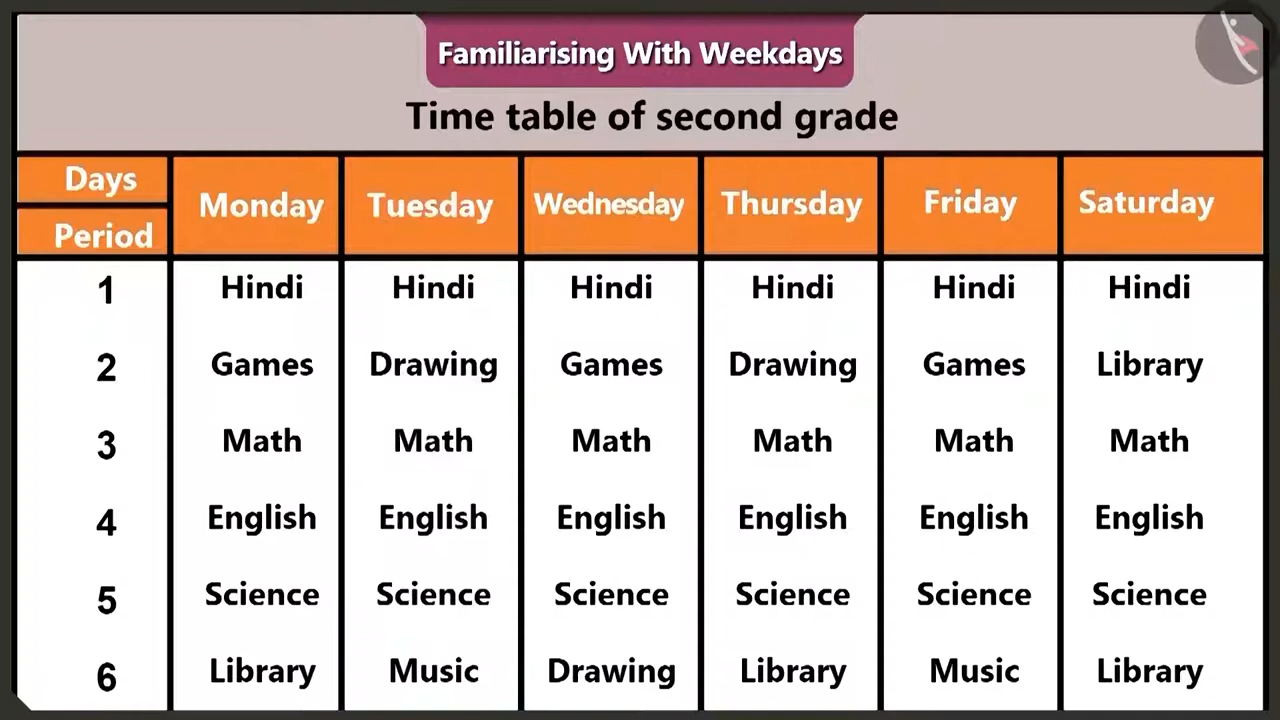 Familiarising With Weekdays
Time table of second grade
Days
Period
Monday Tuesday Wednesday Thursday Friday Saturday
1 Hindi Hindi Hindi Hindi Hindi Hindi
2 Games Drawing Games Drawing Games Library
3 Math Math Math Math Math Math
4 English English English English English English
5 Science Science Science Science Science Science
6 Library Music Drawing Library Music Library